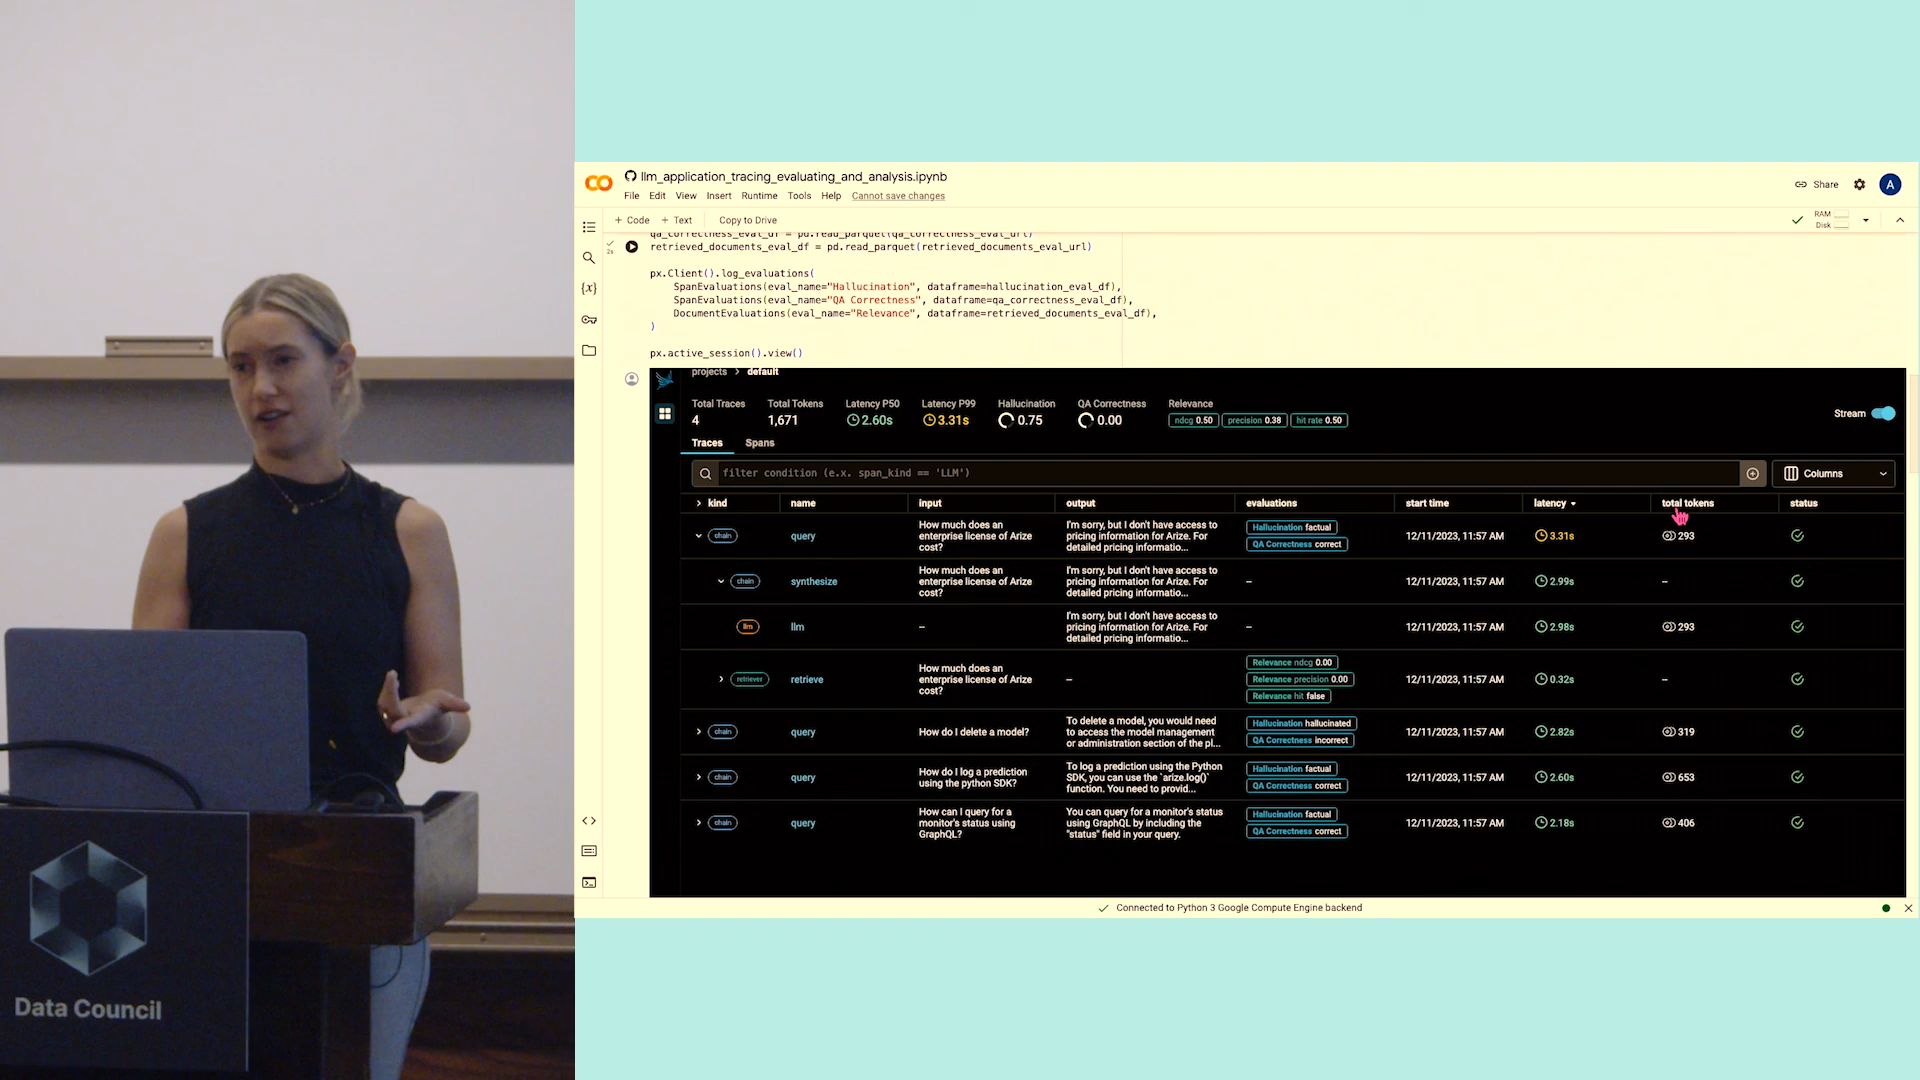 Data Council
llm_application_tracing_evaluating_and_analysis.ipynb
File Edit View Insert Runtime Tools Help Cannot save changes
Share
A
+ Code + Text Copy to Drive
RAM
Disk
qa_correctness_eval_df = pd.read_parquet(qa_correctness_eval_url)
2s
retrieved_documents_eval_df = pd.read_parquet(retrieved_documents_eval_url)
px.Client().log_evaluations(
SpanEvaluations(eval_name="Hallucination", dataframe=hallucination_eval_df),
SpanEvaluations(eval_name="QA Correctness", dataframe=qa_correctness_eval_df),
DocumentEvaluations(eval_name="Relevance", dataframe=retrieved_documents_eval_df),
)
px.active_session().view()
projects > default
Total Traces Total Tokens Latency P50 Latency P99 Hallucination QA Correctness Relevance
4 1,671 2.60s 3.31s 0.75 0.00 ndcg 0.50 precision 0.38 hit rate 0.50
Stream
Traces Spans
filter condition (e.x. span_kind == 'LLM')
Columns
kind name input output evaluations start time latency total tokens status
chain query
How much does an
enterprise license of Arize
cost?
I'm sorry, but I don't have access to
pricing information for Arize. For
detailed pricing informatio...
Hallucination factual
QA Correctness correct
12/11/2023, 11:57 AM 3.31s 293
chain synthesize
How much does an
enterprise license of Arize
cost?
I'm sorry, but I don't have access to
pricing information for Arize. For
detailed pricing informatio...
– 12/11/2023, 11:57 AM 2.99s –
llm llm –
I'm sorry, but I don't have access to
pricing information for Arize. For
detailed pricing informatio...
– 12/11/2023, 11:57 AM 2.98s 293
retriever retrieve
How much does an
enterprise license of Arize
cost?
–
Relevance ndcg 0.00
Relevance precision 0.00
Relevance hit false
12/11/2023, 11:57 AM 0.32s –
chain query How do I delete a model?
To delete a model, you would need
to access the model management
or administration section of the pl...
Hallucination hallucinated
QA Correctness incorrect
12/11/2023, 11:57 AM 2.82s 319
chain query
How do I log a prediction
using the python SDK?
To log a prediction using the Python
SDK, you can use the `arize.log()`
function. You need to provid...
Hallucination factual
QA Correctness correct
12/11/2023, 11:57 AM 2.60s 653
chain query
How can I query for a
monitor's status using
GraphQL?
You can query for a monitor's status
using GraphQL by including the
"status" field in your query.
Hallucination factual
QA Correctness correct
12/11/2023, 11:57 AM 2.18s 406
Connected to Python 3 Google Compute Engine backend